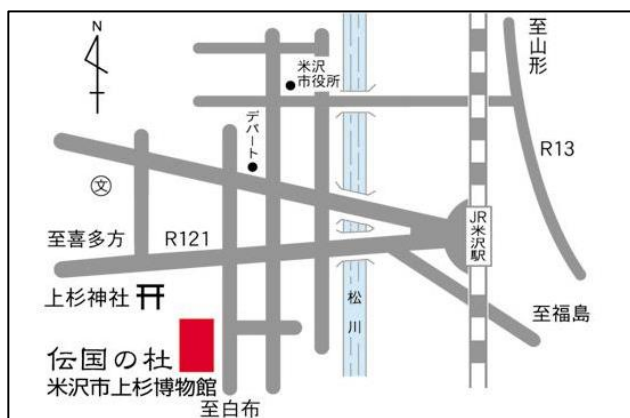 N
至山形
米沢
市役所
デパート
R13
文
至喜多方
R121
JR米沢駅
上杉神社
松川
至福島
伝国の杜
米沢市上杉博物館
至白布